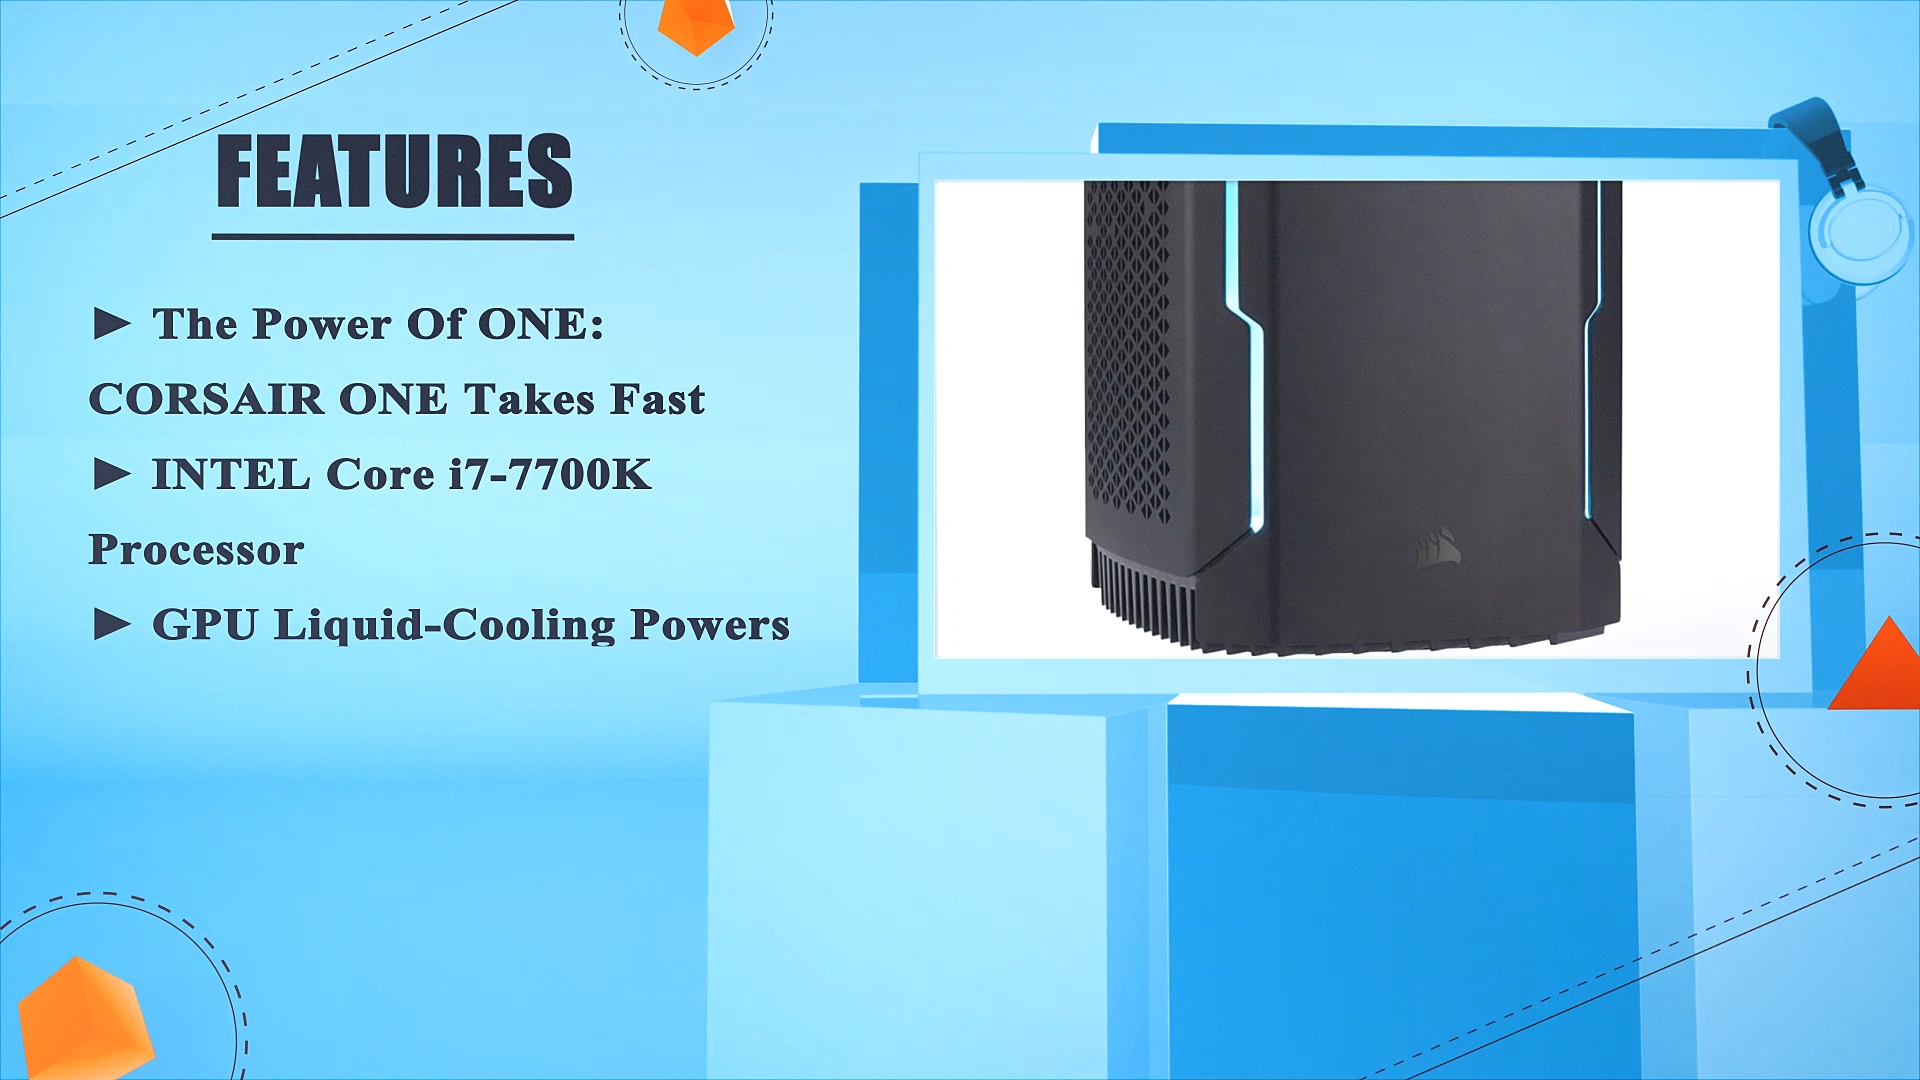 FEATURES
► The Power Of ONE:
CORSAIR ONE Takes Fast
► INTEL Core i7-7700K
Processor
► GPU Liquid-Cooling Powers